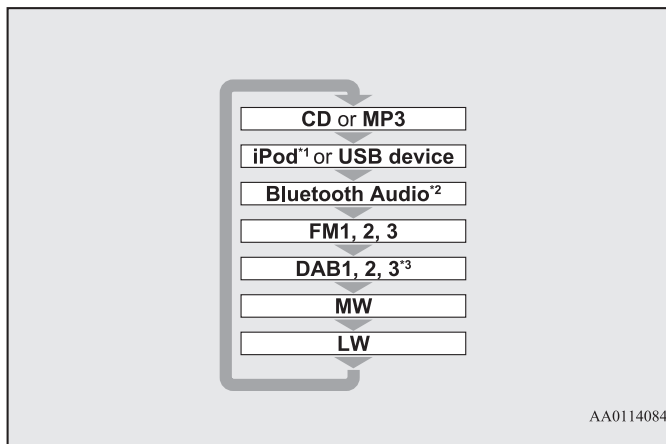 CD or MP3
iPod*1 or USB device
Bluetooth Audio*2
FM1, 2, 3
DAB1, 2, 3*3
MW
LW
AA0114084